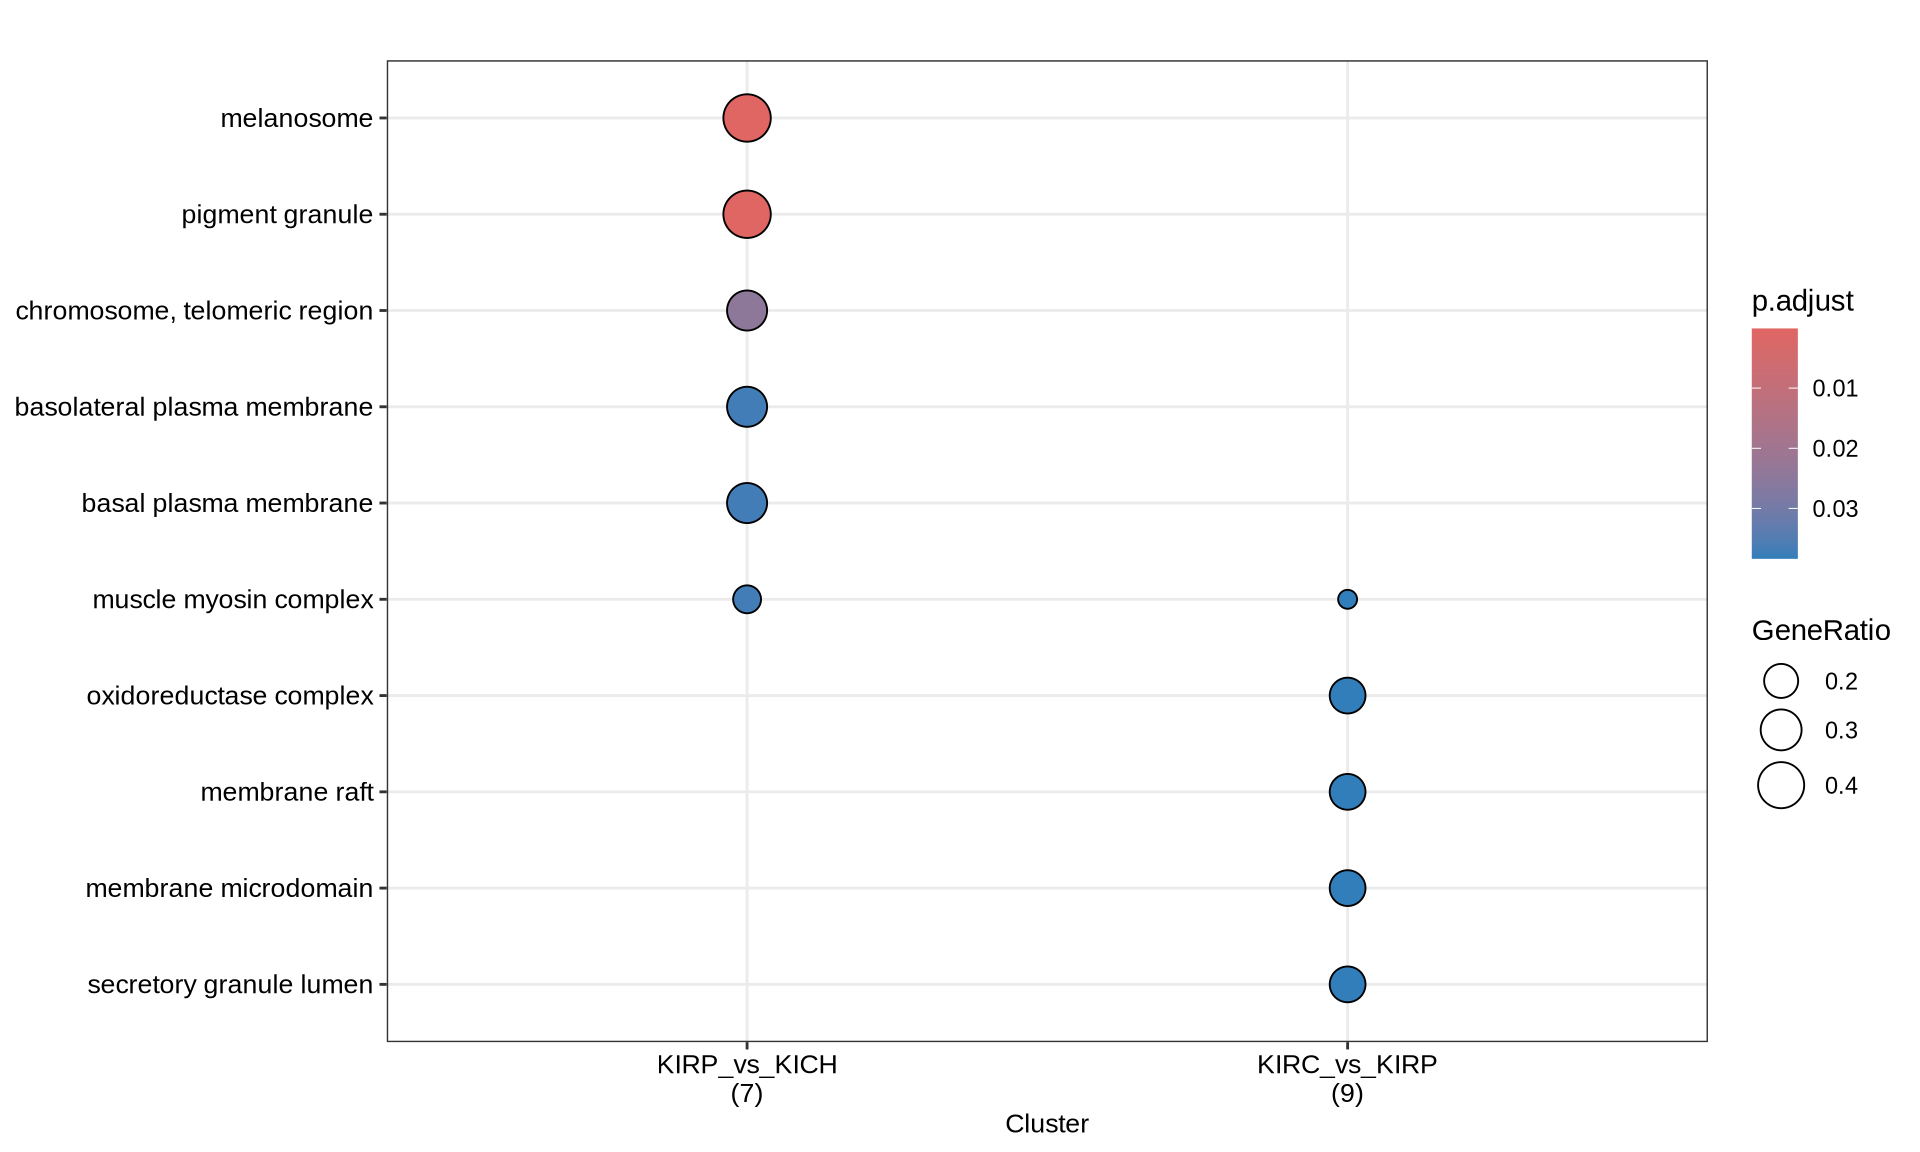 melanosome
pigment granule
chromosome, telomeric region
basolateral plasma membrane
basal plasma membrane
muscle myosin complex
oxidoreductase complex
membrane raft
membrane microdomain
secretory granule lumen
KIRP_vs_KICH
(7)
KIRC_vs_KIRP
(9)
Cluster
p.adjust
0.01
0.02
0.03
GeneRatio
0.2
0.3
0.4